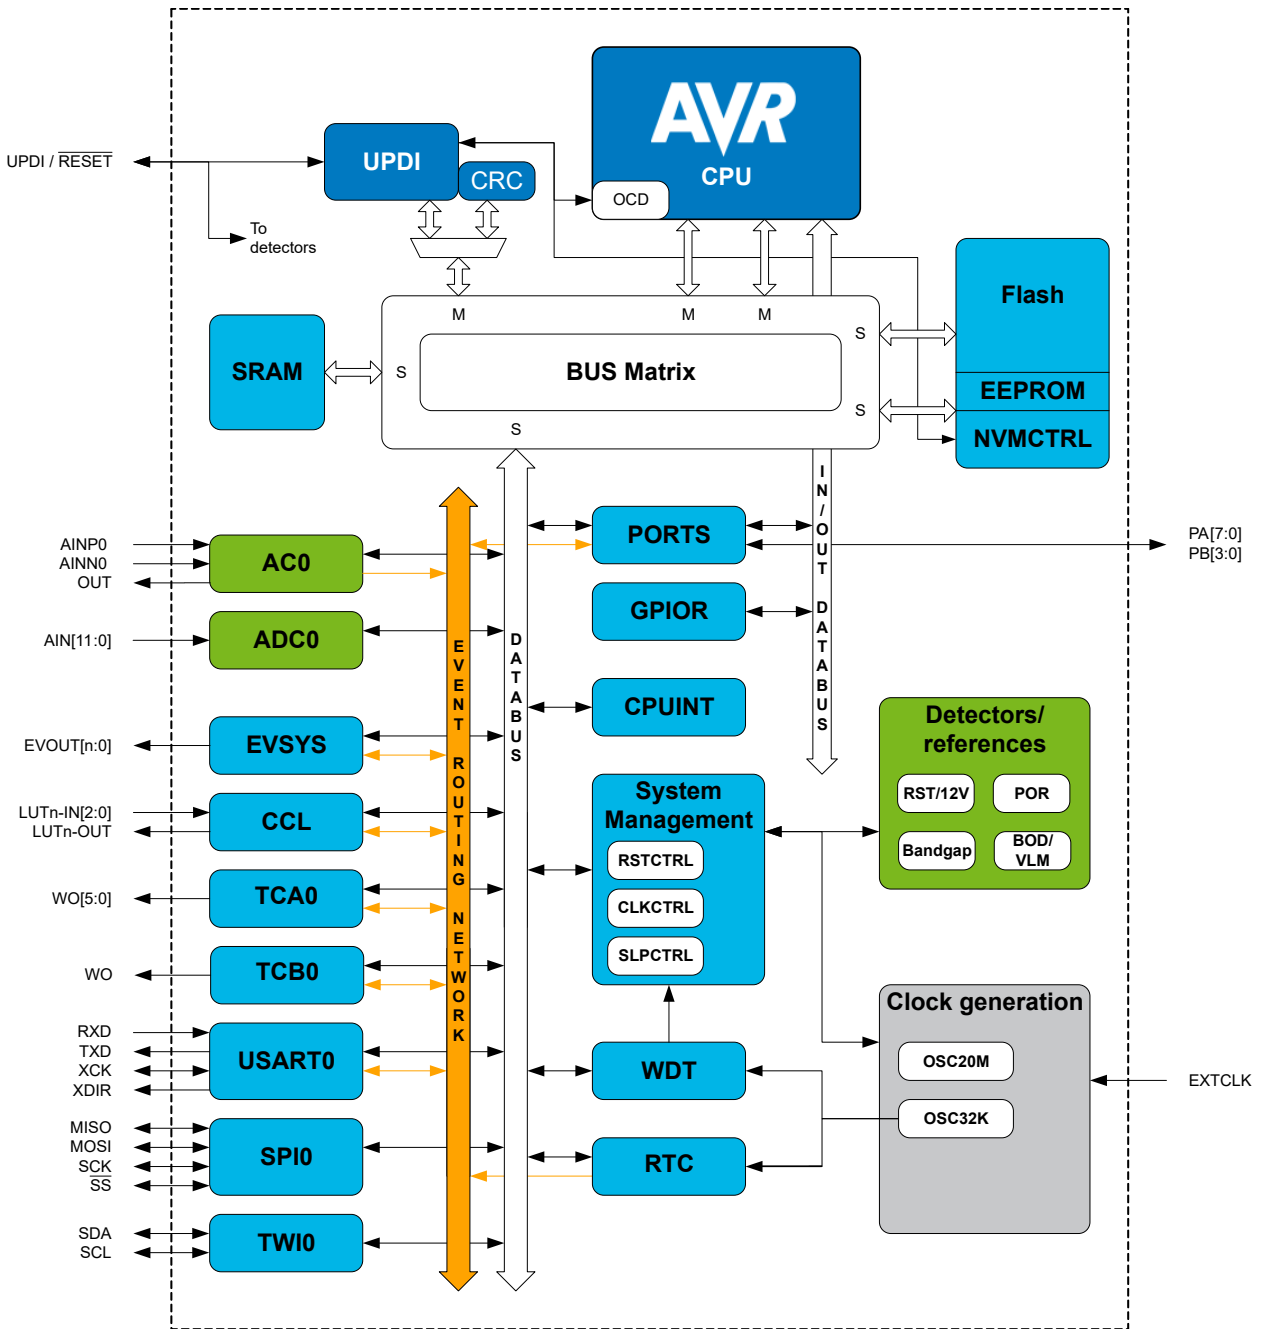 AVR
CPU
OCD
UPDI
CRC
UPDI / RESET
To
detectors
M
M
M
S
S
S
S
BUS Matrix
SRAM
Flash
EEPROM
NVMCTRL
IN/OUT DATABUS
DATABUS
EVENT ROUTING NETWORK
AINP0
AINN0
OUT
AC0
AIN[11:0]
ADC0
EVOUT[n:0]
EVSYS
LUTn-IN[2:0]
LUTn-OUT
CCL
WO[5:0]
TCA0
WO
TCB0
RXD
TXD
XCK
XDIR
USART0
MISO
MOSI
SCK
SS
SPI0
SDA
SCL
TWI0
PORTS
GPIOR
CPUINT
System
Management
RSTCTRL
CLKCTRL
SLPCTRL
WDT
RTC
PA[7:0]
PB[3:0]
Detectors/
references
RST/12V
POR
Bandgap
BOD/
VLM
Clock generation
OSC20M
OSC32K
EXTCLK